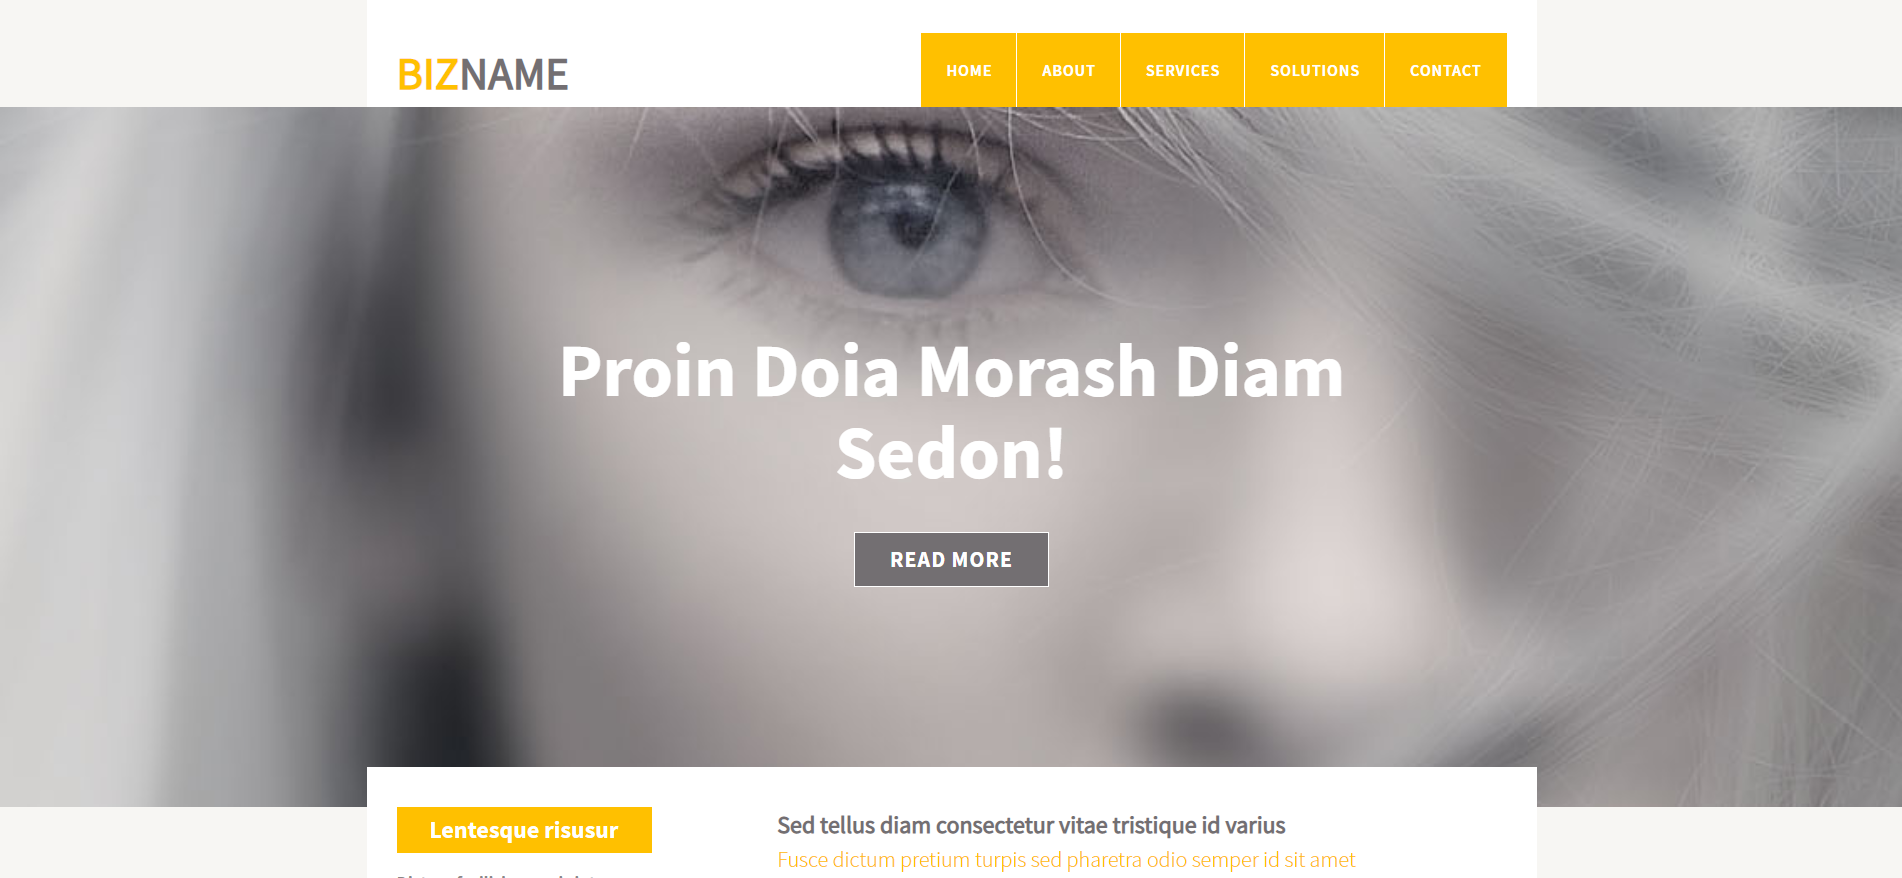 BIZNAME
HOME
ABOUT
SERVICES
SOLUTIONS
CONTACT
Proin Doia Morash Diam
Sedon!
READ MORE
Lentesque risusur
Sed tellus diam consectetur vitae tristique id varius
Fusce dictum pretium turpis sed pharetra odio semper id sit amet